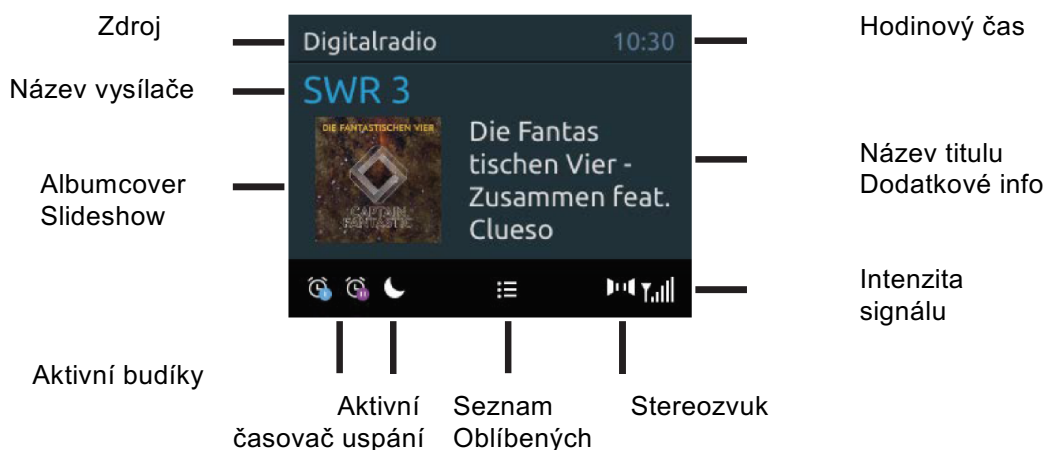 Zdroj
Digitalradio
10:30
Hodinový čas
Název vysílače
SWR 3
DIE FANTASTISCHEN VIER
CAPTAIN
FANTASTIC
Albumcover
Slideshow
Die Fantas
tischen Vier -
Zusammen feat.
Clueso
Název titulu
Dodatkové info
Intenzita
signálu
Aktivní budíky
Aktivní
časovač uspání
Seznam
Oblíbených
Stereozvuk